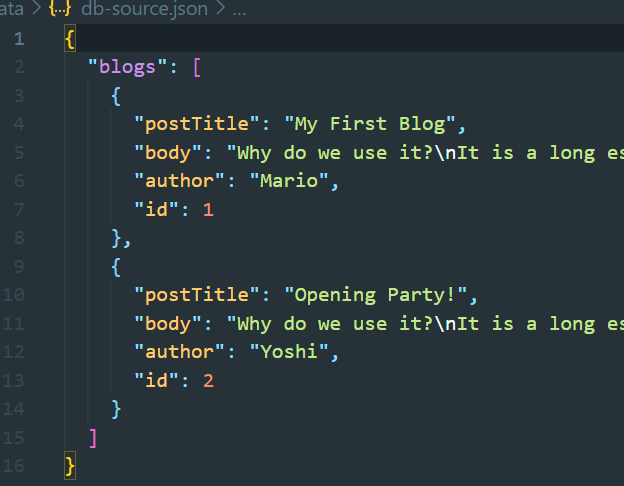 ata > {..} db-source.json > ...
1 {
2 "blogs": [
3 {
4 "postTitle": "My First Blog",
5 "body": "Why do we use it?\nIt is a long es
6 "author": "Mario",
7 "id": 1
8 },
9 {
10 "postTitle": "Opening Party!",
11 "body": "Why do we use it?\nIt is a long es
12 "author": "Yoshi",
13 "id": 2
14 }
15 ]
16 }